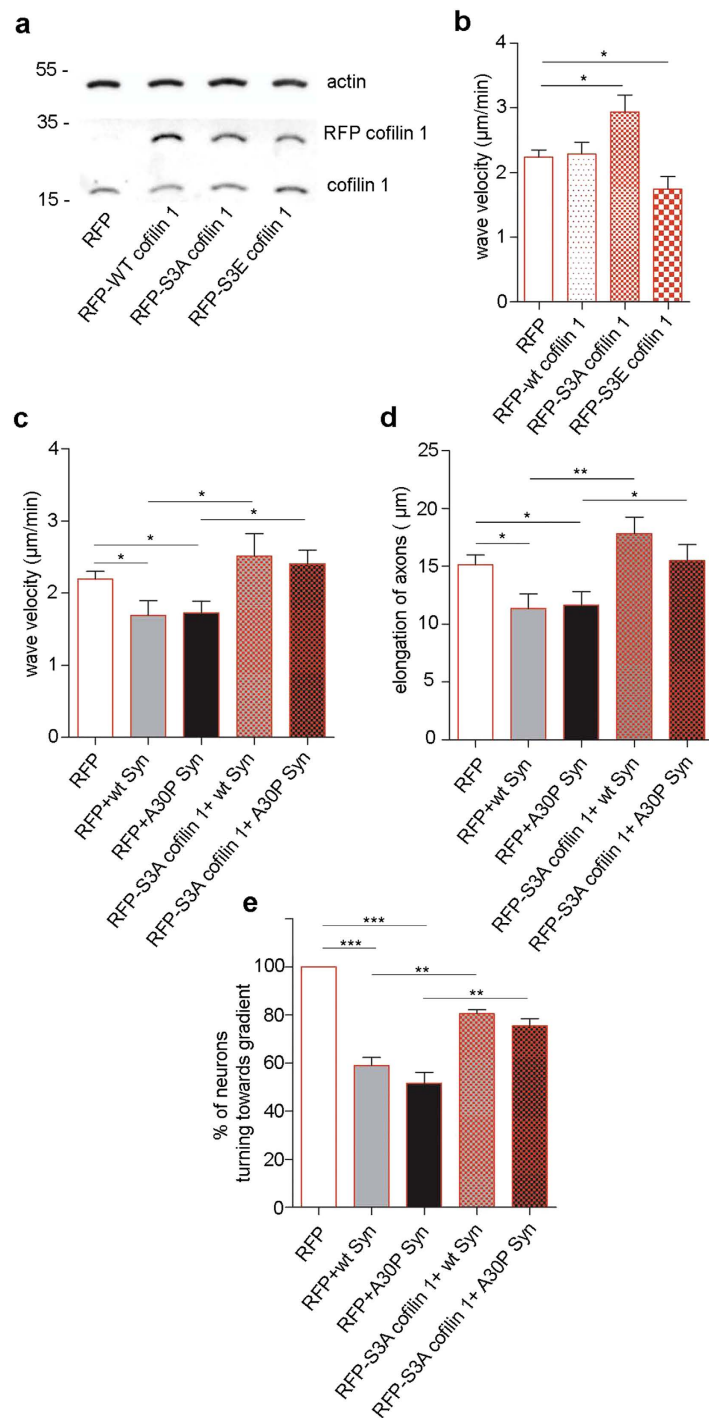 a
55 -
actin
35 -
RFP cofilin 1
cofilin 1
15 -
RFP
RFP-WT cofilin 1
RFP-S3A cofilin 1
RFP-S3E cofilin 1
b
wave velocity (µm/min)
4
3
2
1
0
*
*
RFP
RFP-wt cofilin 1
RFP-S3A cofilin 1
RFP-S3E cofilin 1
c
wave velocity (µm/min)
4
3
2
1
0
*
*
*
*
RFP
RFP+wt Syn
RFP+A30P Syn
RFP-S3A cofilin 1+ wt Syn
RFP-S3A cofilin 1+ A30P Syn
d
elongation of axons ( µm)
25
20
15
10
5
0
**
*
*
*
RFP
RFP+wt Syn
RFP+A30P Syn
RFP-S3A cofilin 1+ wt Syn
RFP-S3A cofilin 1+ A30P Syn
e
% of neurons
turning towards gradient
100
80
60
40
20
0
***
***
**
**
RFP
RFP+wt Syn
RFP+A30P Syn
RFP-S3A cofilin 1+ wt Syn
RFP-S3A cofilin 1+ A30P Syn